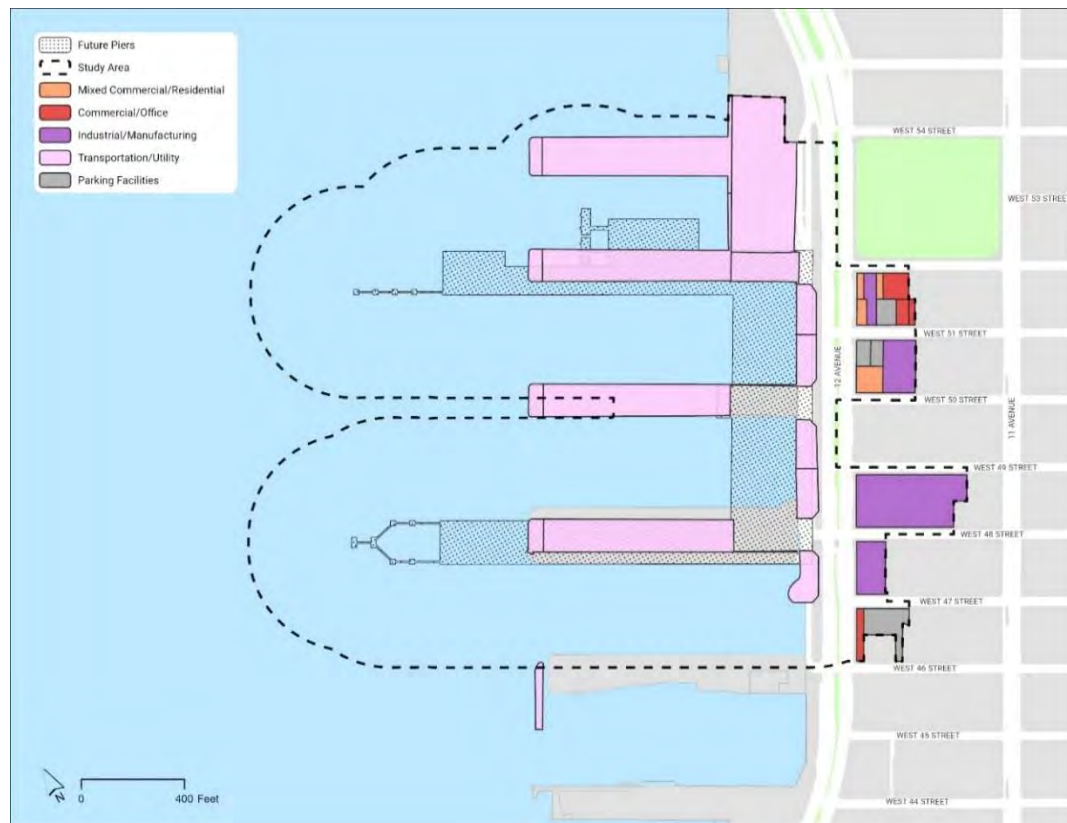 Future Piers
Study Area
Mixed Commercial/Residential
Commercial/Office
Industrial/Manufacturing
Transportation/Utility
Parking Facilities
WEST 54 STREET
WEST 53 STREET
WEST 51 STREET
12 AVENUE
WEST 50 STREET
11 AVENUE
WEST 49 STREET
WEST 48 STREET
WEST 47 STREET
WEST 46 STREET
WEST 45 STREET
WEST 44 STREET
N
0 400 Feet